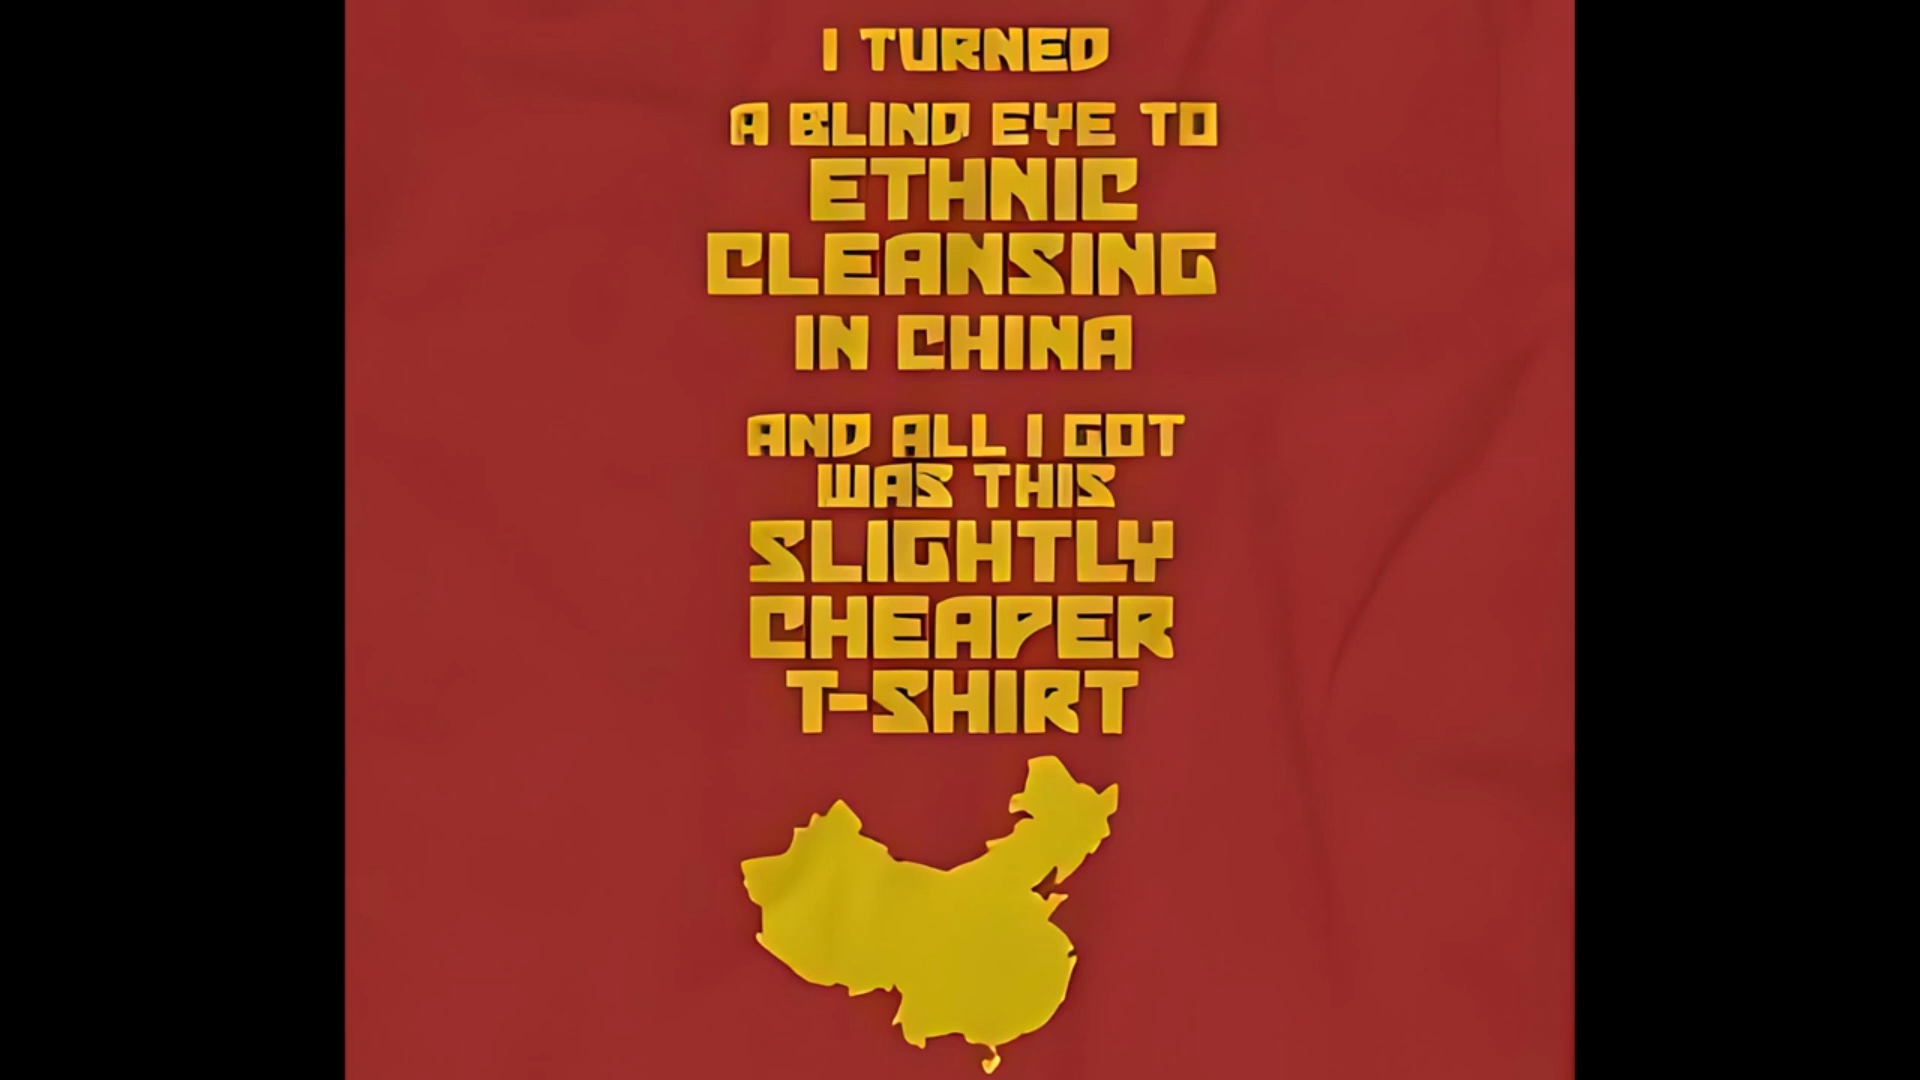 I TURNED
A BLIND EYE TO
ETHNIC
CLEANSING
IN CHINA
AND ALL I GOT
WAS THIS
SLIGHTLY
CHEAPER
T-SHIRT